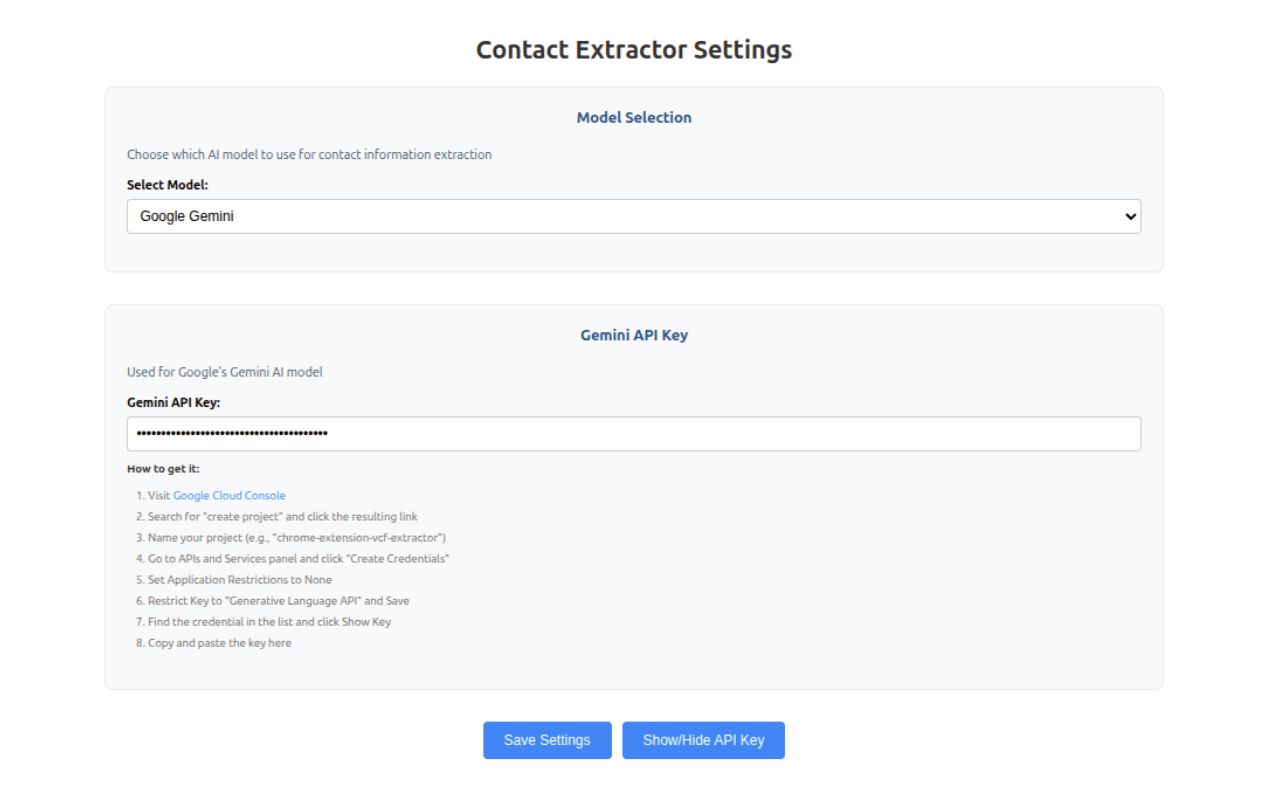 Contact Extractor Settings
Model Selection
Choose which AI model to use for contact information extraction
Select Model:
Google Gemini
Gemini API Key
Used for Google's Gemini AI model
Gemini API Key:
•••••••••••••••••••••••••••••••••••••••
How to get it:
1. Visit Google Cloud Console
2. Search for "create project" and click the resulting link
3. Name your project (e.g., "chrome-extension-vcf-extractor")
4. Go to APIs and Services panel and click "Create Credentials"
5. Set Application Restrictions to None
6. Restrict Key to "Generative Language API" and Save
7. Find the credential in the list and click Show Key
8. Copy and paste the key here
Save Settings
Show/Hide API Key